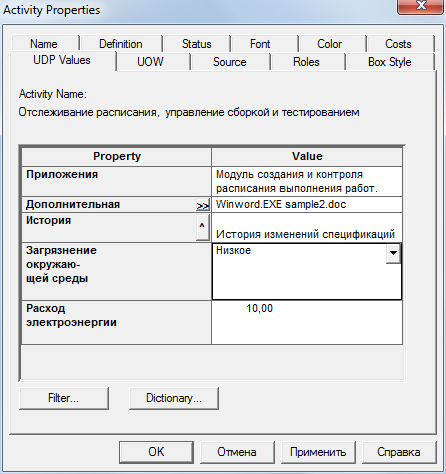 Activity Properties
Name Definition Status Font Color Costs
UDP Values UOW Source Roles Box Style
Activity Name:
Отслеживание расписания, управление сборкой и тестированием
Property Value
Приложения Модуль создания и контроля
расписания выполнения работ.
Дополнительная >> Winword.EXE sample2.doc
История ^
История изменений спецификаций
Загрязнение Низкое
окружаю-
щей среды
Расход 10,00
электроэнергии
Filter... Dictionary...
OK Отмена Применить Справка